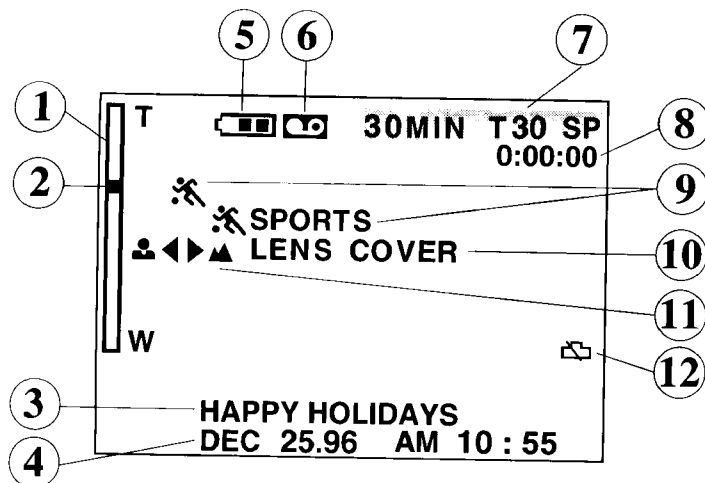 5 6 7
1 T 30MIN T30 SP
0:00:00 8
2
9
SPORTS
LENS COVER 10
11
W
12
3 HAPPY HOLIDAYS
4 DEC 25.96 AM 10:55